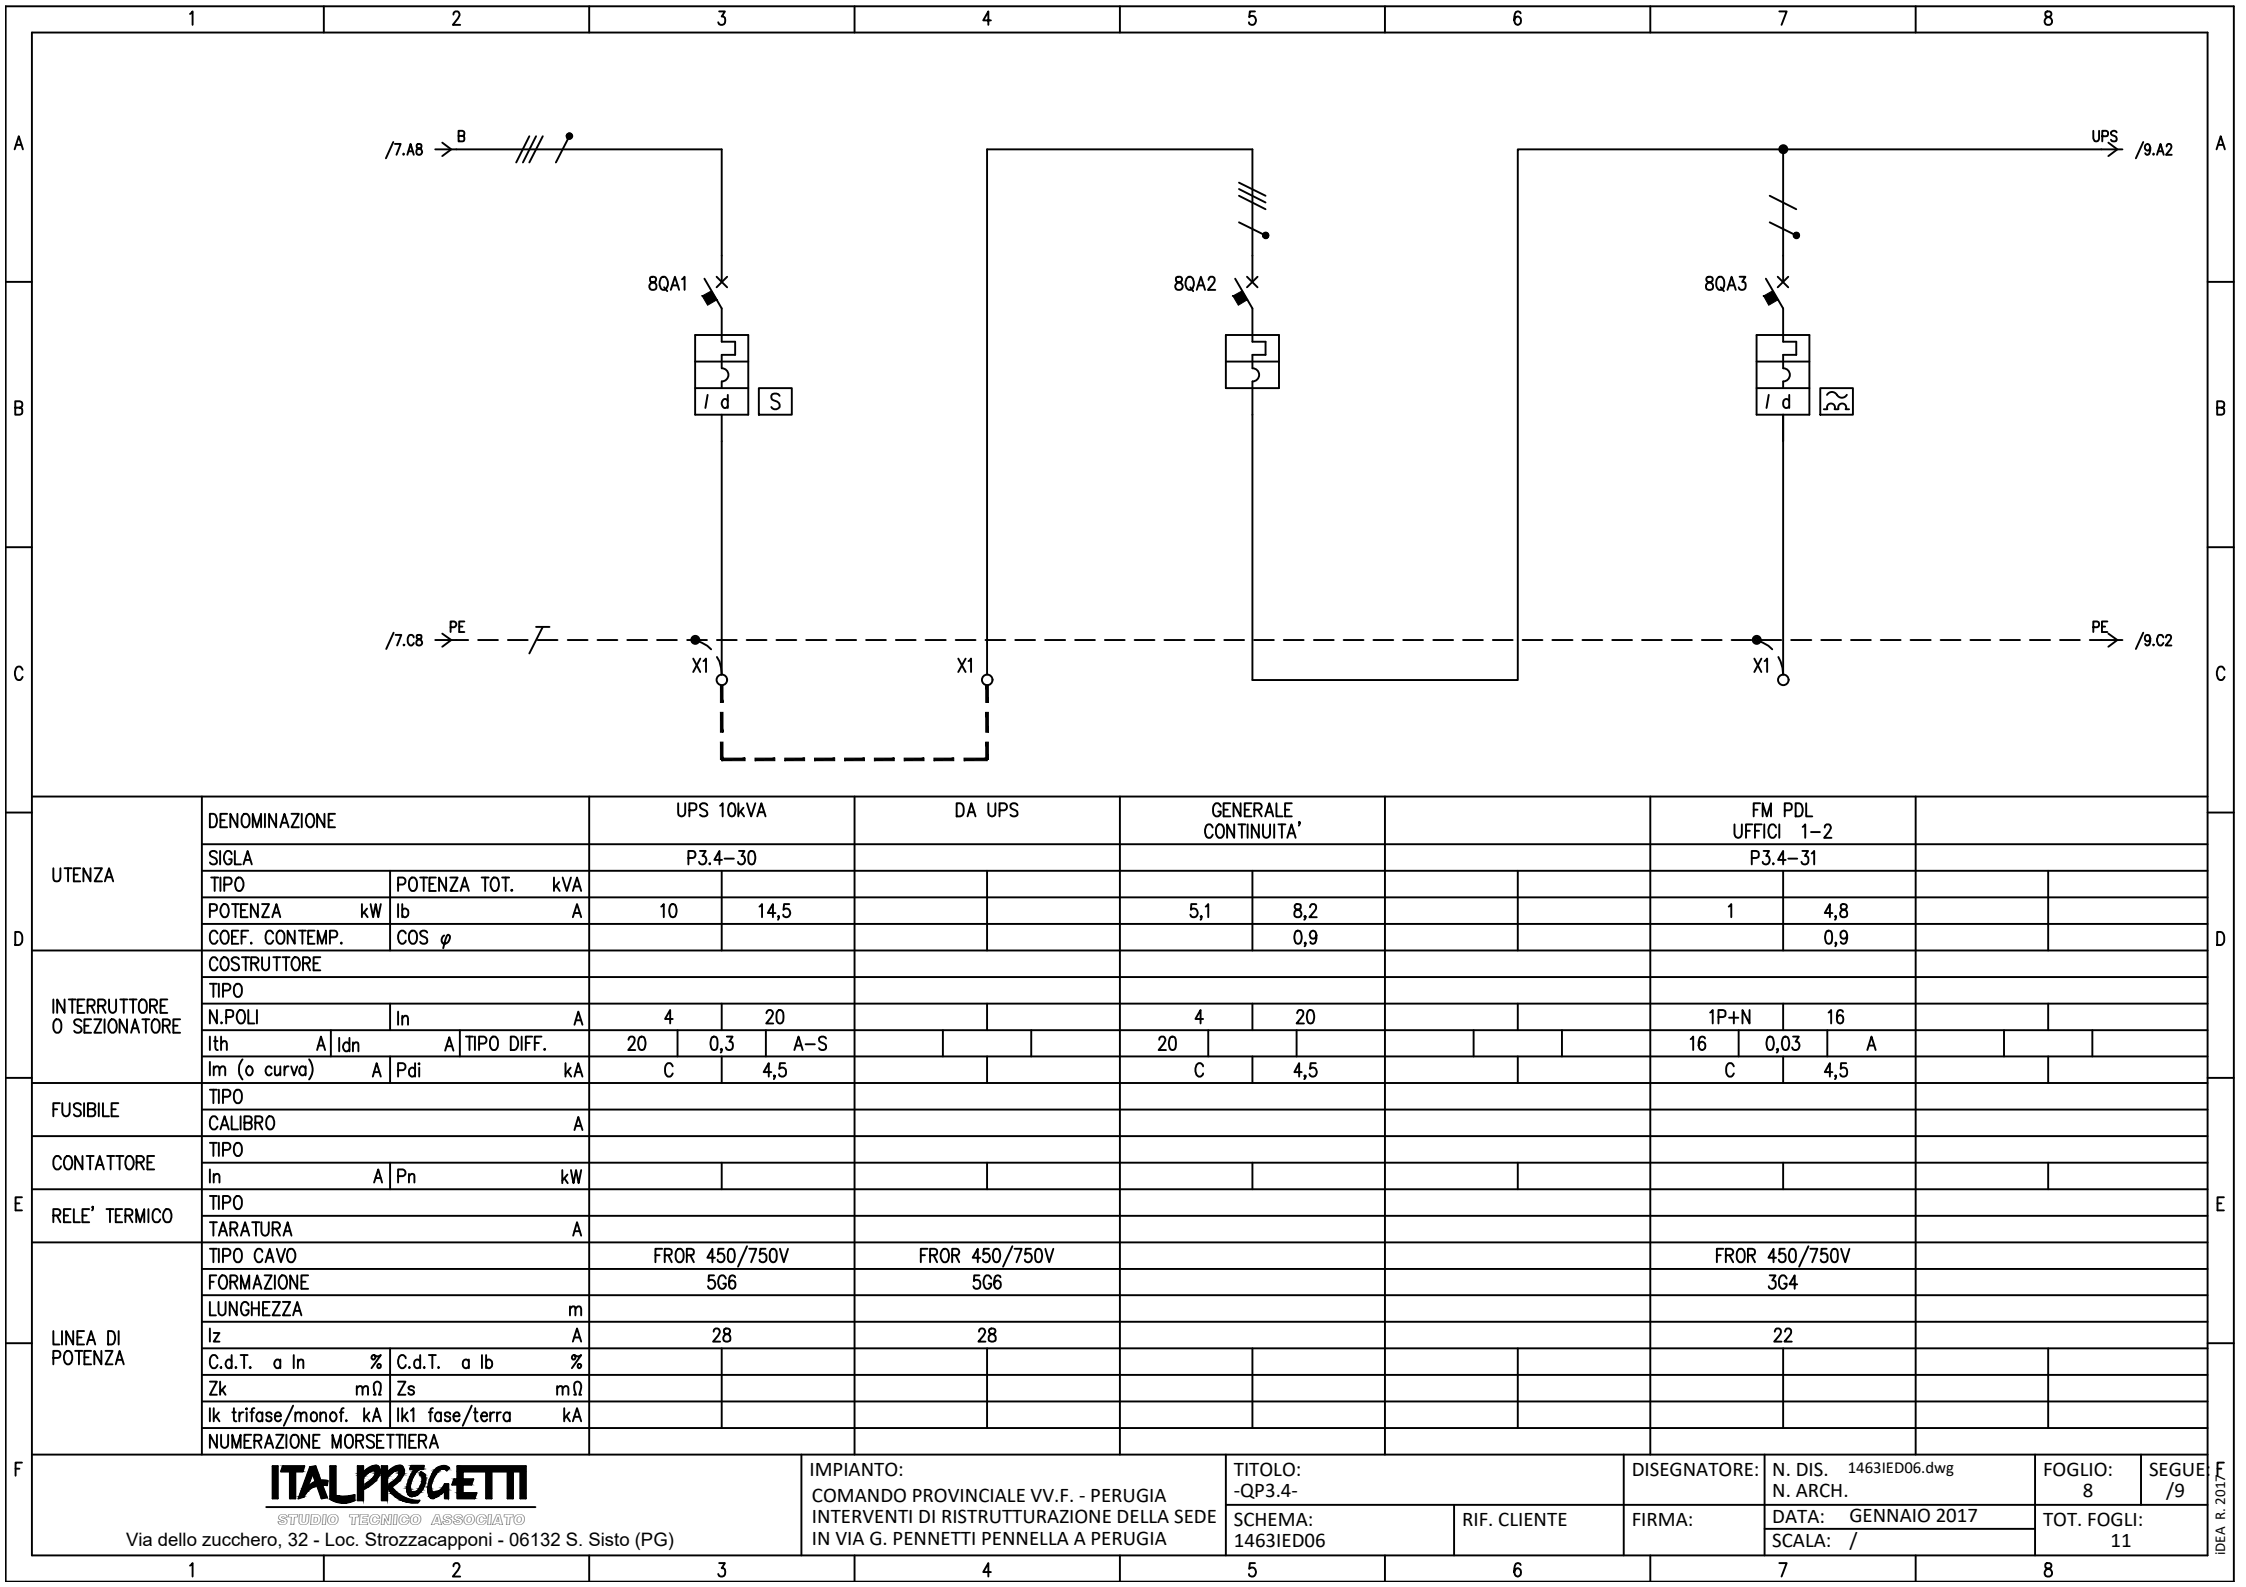 1 2 3 4 5 6 7 8
A A
/7.A8 B UPS /9.A2
8QA1 8QA2 8QA3
B I d S I d B
/7.C8 PE PE /9.C2
X1 X1 X1
C C
UTENZA
DENOMINAZIONE UPS 10kVA DA UPS GENERALE CONTINUITA' FM PDL UFFICI 1-2
SIGLA P3.4-30 P3.4-31
TIPO POTENZA TOT. kVA
POTENZA kW Ib A 10 14,5 5,1 8,2 1 4,8
D COEF. CONTEMP. COS φ 0,9 0,9 D
INTERRUTTORE O SEZIONATORE
COSTRUTTORE
TIPO
N.POLI In A 4 20 4 20 1P+N 16
Ith A Idn A TIPO DIFF. 20 0,3 A-S 20 16 0,03 A
Im (o curva) A Pdi kA C 4,5 C 4,5 C 4,5
FUSIBILE
TIPO
CALIBRO A
CONTATTORE
TIPO
In A Pn kW
E RELE' TERMICO E
TIPO
TARATURA A
LINEA DI POTENZA
TIPO CAVO FROR 450/750V FROR 450/750V FROR 450/750V
FORMAZIONE 5G6 5G6 3G4
LUNGHEZZA m
Iz A 28 28 22
C.d.T. a In % C.d.T. a Ib %
Zk mΩ Zs mΩ
Ik trifase/monof. kA Ik1 fase/terra kA
NUMERAZIONE MORSETTIERA
F F
ITALPROGETTI
STUDIO TECNICO ASSOCIATO
Via dello zucchero, 32 - Loc. Strozzacapponi - 06132 S. Sisto (PG)
IMPIANTO:
COMANDO PROVINCIALE VV.F. - PERUGIA
INTERVENTI DI RISTRUTTURAZIONE DELLA SEDE
IN VIA G. PENNETTI PENNELLA A PERUGIA
TITOLO:
-QP3.4-
SCHEMA:
1463IED06
RIF. CLIENTE
DISEGNATORE:
FIRMA:
N. DIS. 1463IED06.dwg
N. ARCH.
DATA: GENNAIO 2017
SCALA: /
FOGLIO:
8
SEGUE:
/9
TOT. FOGLI:
11
iDEA R. 2017
1 2 3 4 5 6 7 8